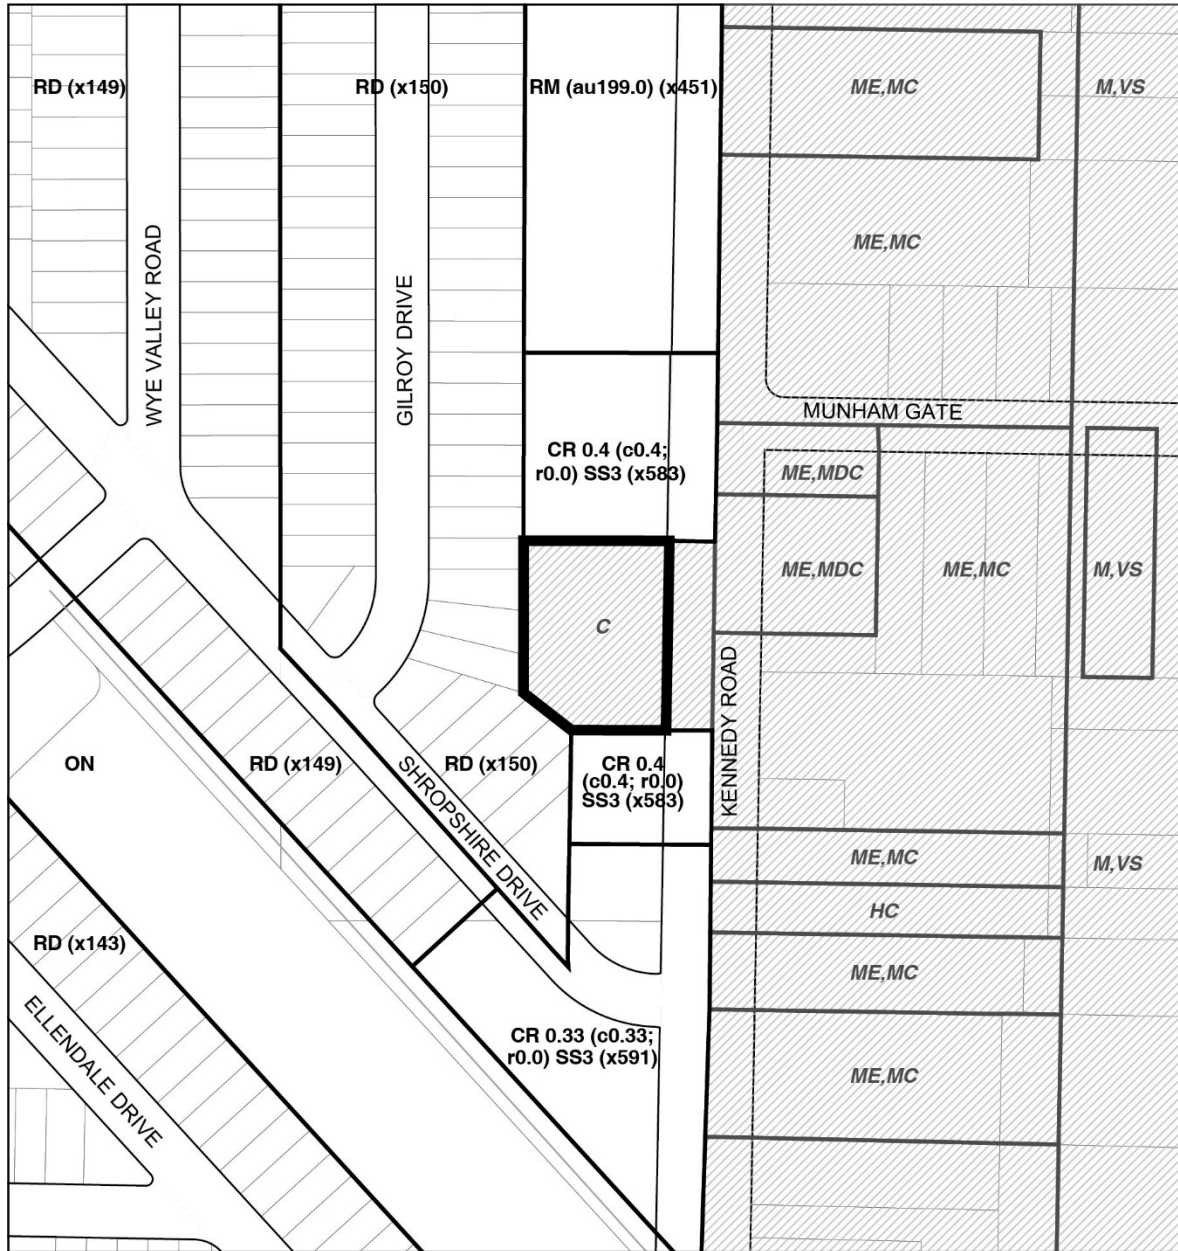 RD (x149)
RD (x150)
RM (au199.0) (x451)
ME,MC
M,VS
ME,MC
WYE VALLEY ROAD
GILROY DRIVE
MUNHAM GATE
CR 0.4 (c0.4;
r0.0) SS3 (x583)
ME,MDC
ME,MDC
ME,MC
M,VS
C
KENNEDY ROAD
ON
RD (x149)
SHROPSHIRE DRIVE
RD (x150)
CR 0.4
(c0.4; r0.0)
SS3 (x583)
ME,MC
M,VS
HC
RD (x143)
ME,MC
ELLENDALE DRIVE
CR 0.33 (c0.33;
r0.0) SS3 (x591)
ME,MC